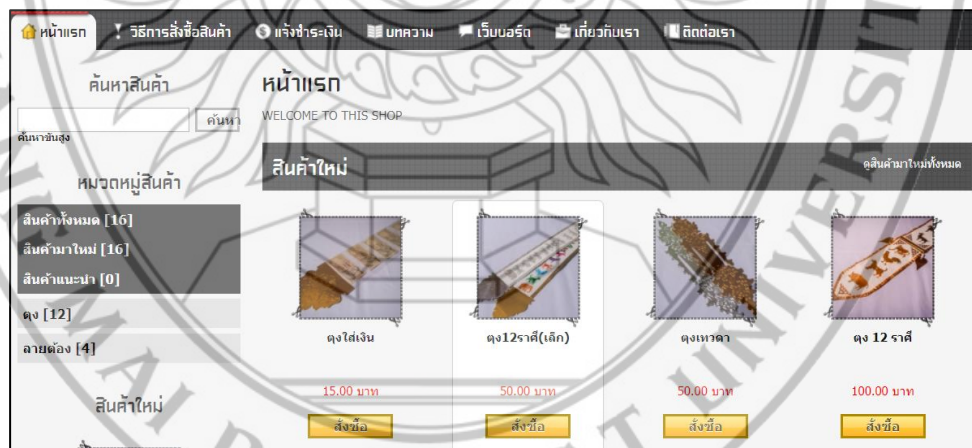 หน้าแรก วิธีการสั่งซื้อสินค้า แจ้งชำระเงิน บทความ เว็บบอร์ด เกี่ยวกับเรา ติดต่อเรา
ค้นหาสินค้า
ค้นหา
ค้นหาขั้นสูง
หมวดหมู่สินค้า
สินค้าทั้งหมด [16]
สินค้ามาใหม่ [16]
สินค้าแนะนำ [0]
ตุง [12]
ลายต้อง [4]
สินค้าใหม่
หน้าแรก
WELCOME TO THIS SHOP
สินค้าใหม่ ดูสินค้ามาใหม่ทั้งหมด
ตุงใส่เงิน ตุง12ราศี(เล็ก) ตุงเทวดา ตุง 12 ราศี
15.00 บาท 50.00 บาท 50.00 บาท 100.00 บาท
สั่งซื้อ สั่งซื้อ สั่งซื้อ สั่งซื้อ